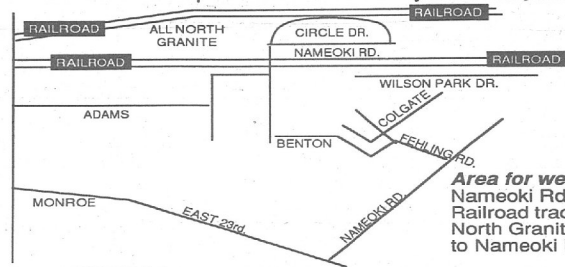 RAILROAD
RAILROAD
ALL NORTH
GRANITE
CIRCLE DR.
NAMEOKI RD.
RAILROAD
RAILROAD
WILSON PARK DR.
ADAMS
COLGATE
BENTON
FEHLING RD.
MONROE
EAST 23rd.
NAMEOKI RD.
Area for we
Nameoki Rd
Railroad trac
North Granit
to Nameoki